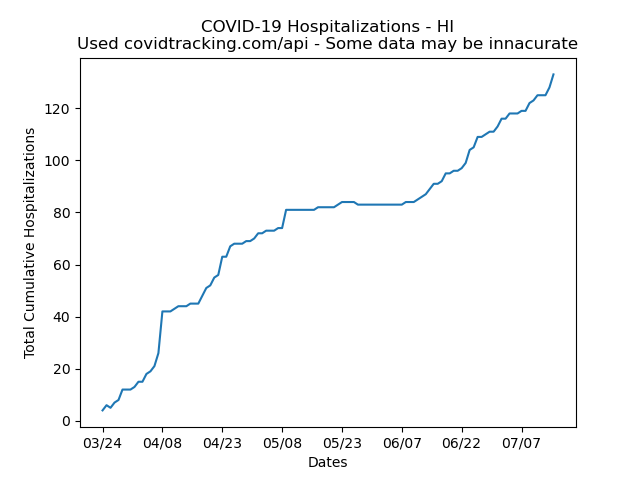 COVID-19 Hospitalizations - HI
Used covidtracking.com/api - Some data may be innacurate
Total Cumulative Hospitalizations
120
100
80
60
40
20
0
03/24 04/08 04/23 05/08 05/23 06/07 06/22 07/07
Dates